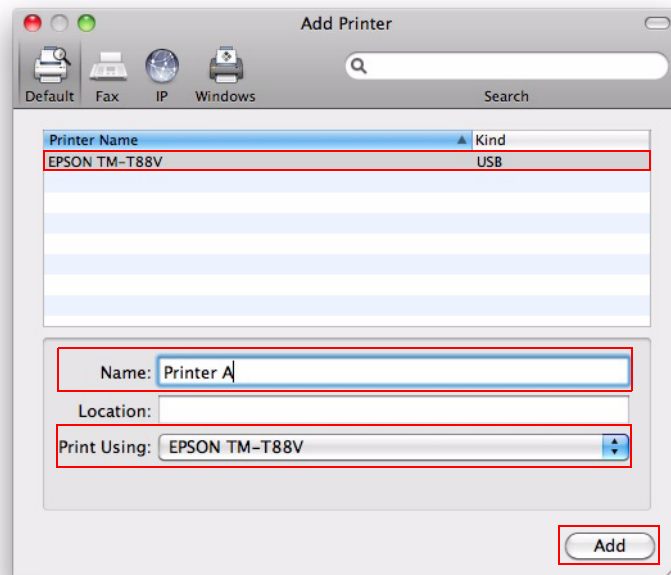 Add Printer
Default Fax IP Windows Search
Printer Name Kind
EPSON TM-T88V USB
Name: Printer A
Location:
Print Using: EPSON TM-T88V
Add